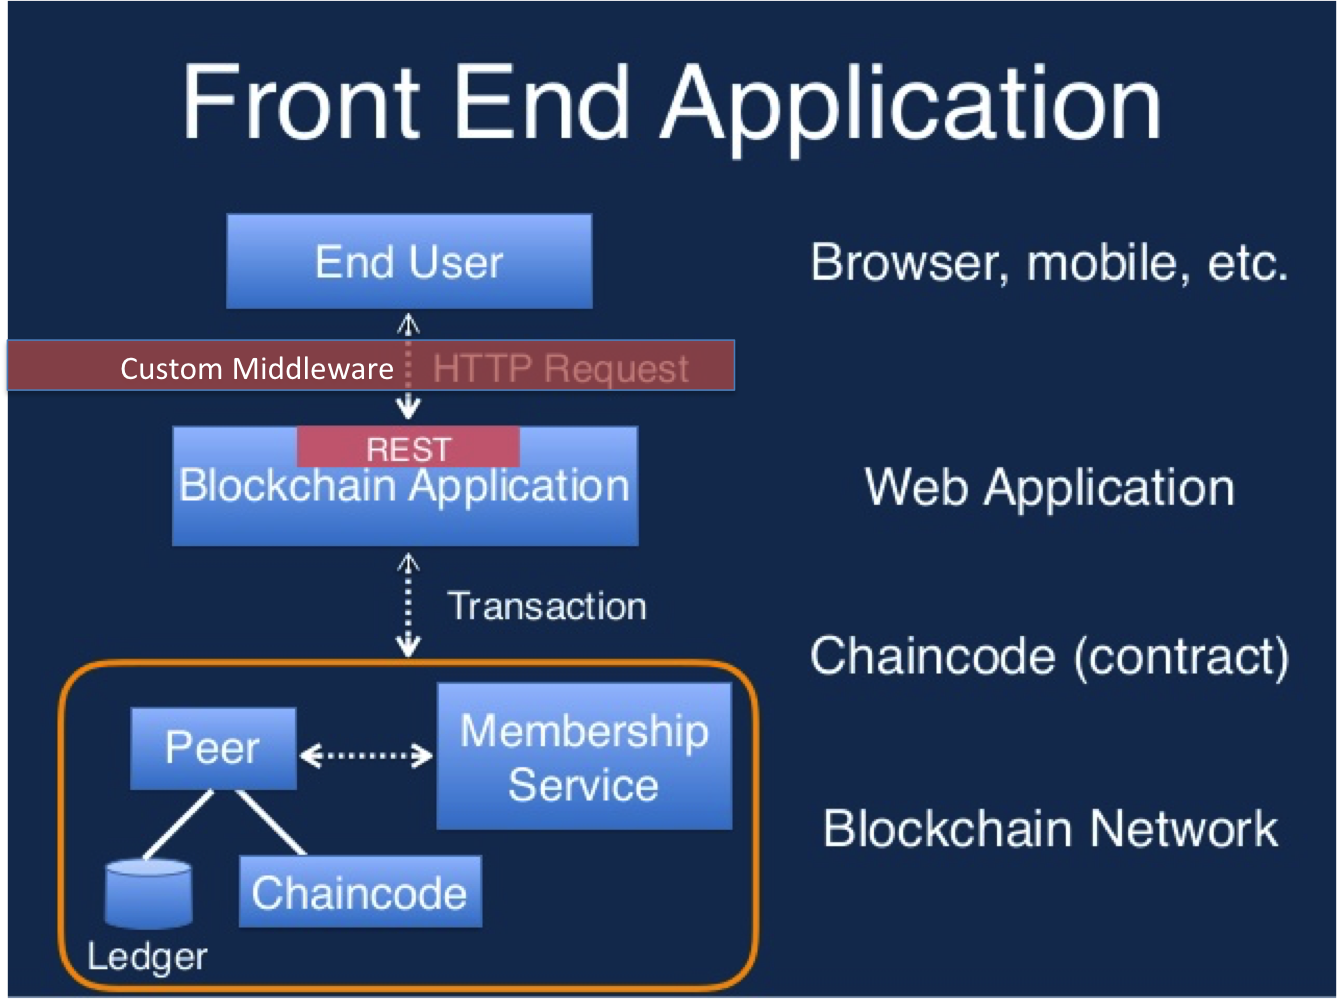 Front End Application
End User
Browser, mobile, etc.
Custom Middleware
HTTP Request
REST
Blockchain Application
Web Application
Transaction
Chaincode (contract)
Peer
Membership
Service
Blockchain Network
Chaincode
Ledger